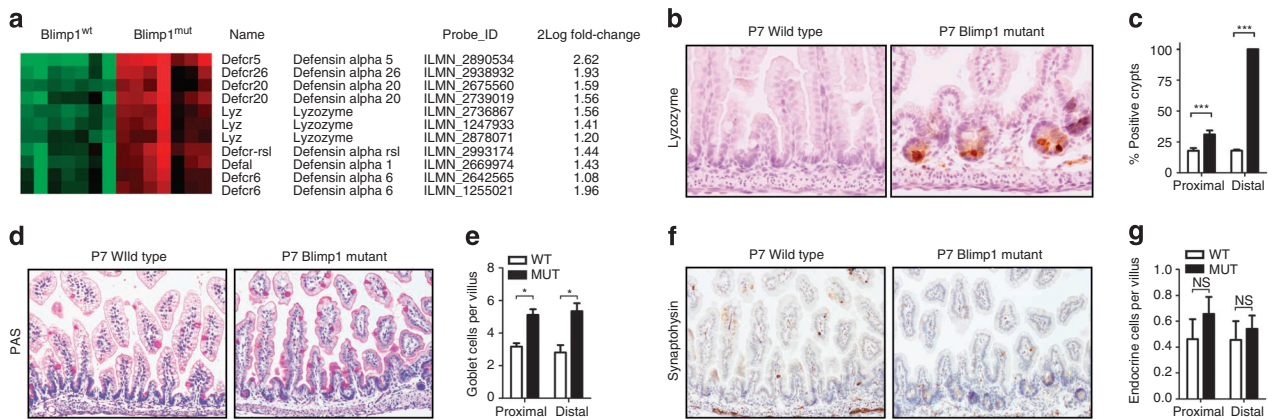 a
Blimp1wt Blimp1mut Name Probe_ID 2Log fold-change
Defcr5 Defensin alpha 5 ILMN_2890534 2.62
Defcr26 Defensin alpha 26 ILMN_2938932 1.93
Defcr20 Defensin alpha 20 ILMN_2675560 1.59
Defcr20 Defensin alpha 20 ILMN_2739019 1.56
Lyz Lyzozyme ILMN_2736867 1.56
Lyz Lyzozyme ILMN_1247933 1.41
Lyz Lyzozyme ILMN_2878071 1.20
Defcr-rsl Defensin alpha rsl ILMN_2993174 1.44
Defal Defensin alpha 1 ILMN_2669974 1.43
Defcr6 Defensin alpha 6 ILMN_2642565 1.08
Defcr6 Defensin alpha 6 ILMN_1255021 1.96
b
P7 Wild type P7 Blimp1 mutant
Lyzozyme
c
% Positive crypts
100
75
50
25
0
***
***
Proximal Distal
d
P7 WIld type P7 Blimp1 mutant
PAS
e
WT
MUT
Goblet cells per villus
8
6
4
2
0
* *
Proximal Distal
f
P7 Wild type P7 Blimp1 mutant
Synaptohysin
g
WT
MUT
Endocrine cells per villus
1.0
0.8
0.6
0.4
0.2
0.0
NS
NS
Proximal Distal